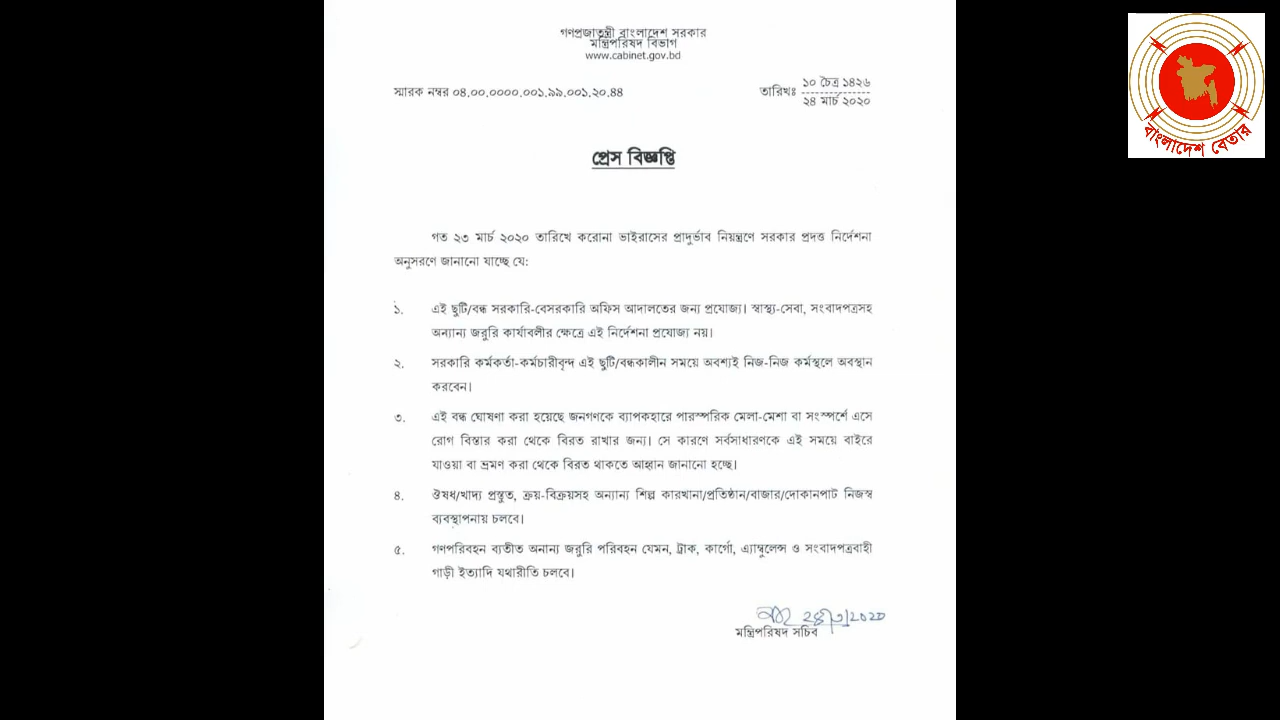 গণপ্রজাতন্ত্রী বাংলাদেশ সরকার
মন্ত্রিপরিষদ বিভাগ
www.cabinet.gov.bd
স্মারক নম্বর ০৪.০০.০০০০.০০১.৯৯.০০১.২০.৪৪
তারিখঃ
১০ চৈত্র ১৪২৬
২৪ মার্চ ২০২০
বাংলাদেশ বেতার
প্রেস বিজ্ঞপ্তি
গত ২৩ মার্চ ২০২০ তারিখে করোনা ভাইরাসের প্রাদুর্ভাব নিয়ন্ত্রণে সরকার প্রদত্ত নির্দেশনা
অনুসরণে জানানো যাচ্ছে যে:
১. এই ছুটি/বন্ধ সরকারি-বেসরকারি অফিস আদালতের জন্য প্রযোজ্য। স্বাস্থ্য-সেবা, সংবাদপত্রসহ
অন্যান্য জরুরি কার্যাবলীর ক্ষেত্রে এই নির্দেশনা প্রযোজ্য নয়।
২. সরকারি কর্মকর্তা-কর্মচারীবৃন্দ এই ছুটি/বন্ধকালীন সময়ে অবশ্যই নিজ-নিজ কর্মস্থলে অবস্থান
করবেন।
৩. এই বন্ধ ঘোষণা করা হয়েছে জনগণকে ব্যাপকহারে পারস্পরিক মেলা-মেশা বা সংস্পর্শে এসে
রোগ বিস্তার করা থেকে বিরত রাখার জন্য। সে কারণে সর্বসাধারণকে এই সময়ে বাইরে
যাওয়া বা ভ্রমণ করা থেকে বিরত থাকতে আহ্বান জানানো হচ্ছে।
৪. ঔষধ/খাদ্য প্রস্তুত, ক্রয়-বিক্রয়সহ অন্যান্য শিল্প কারখানা/প্রতিষ্ঠান/বাজার/দোকানপাট নিজস্ব
ব্যবস্থাপনায় চলবে।
৫. গণপরিবহন ব্যতীত অনান্য জরুরি পরিবহন যেমন, ট্রাক, কার্গো, এ্যাম্বুলেন্স ও সংবাদপত্রবাহী
গাড়ী ইত্যাদি যথারীতি চলবে।
মন্ত্রিপরিষদ সচিব